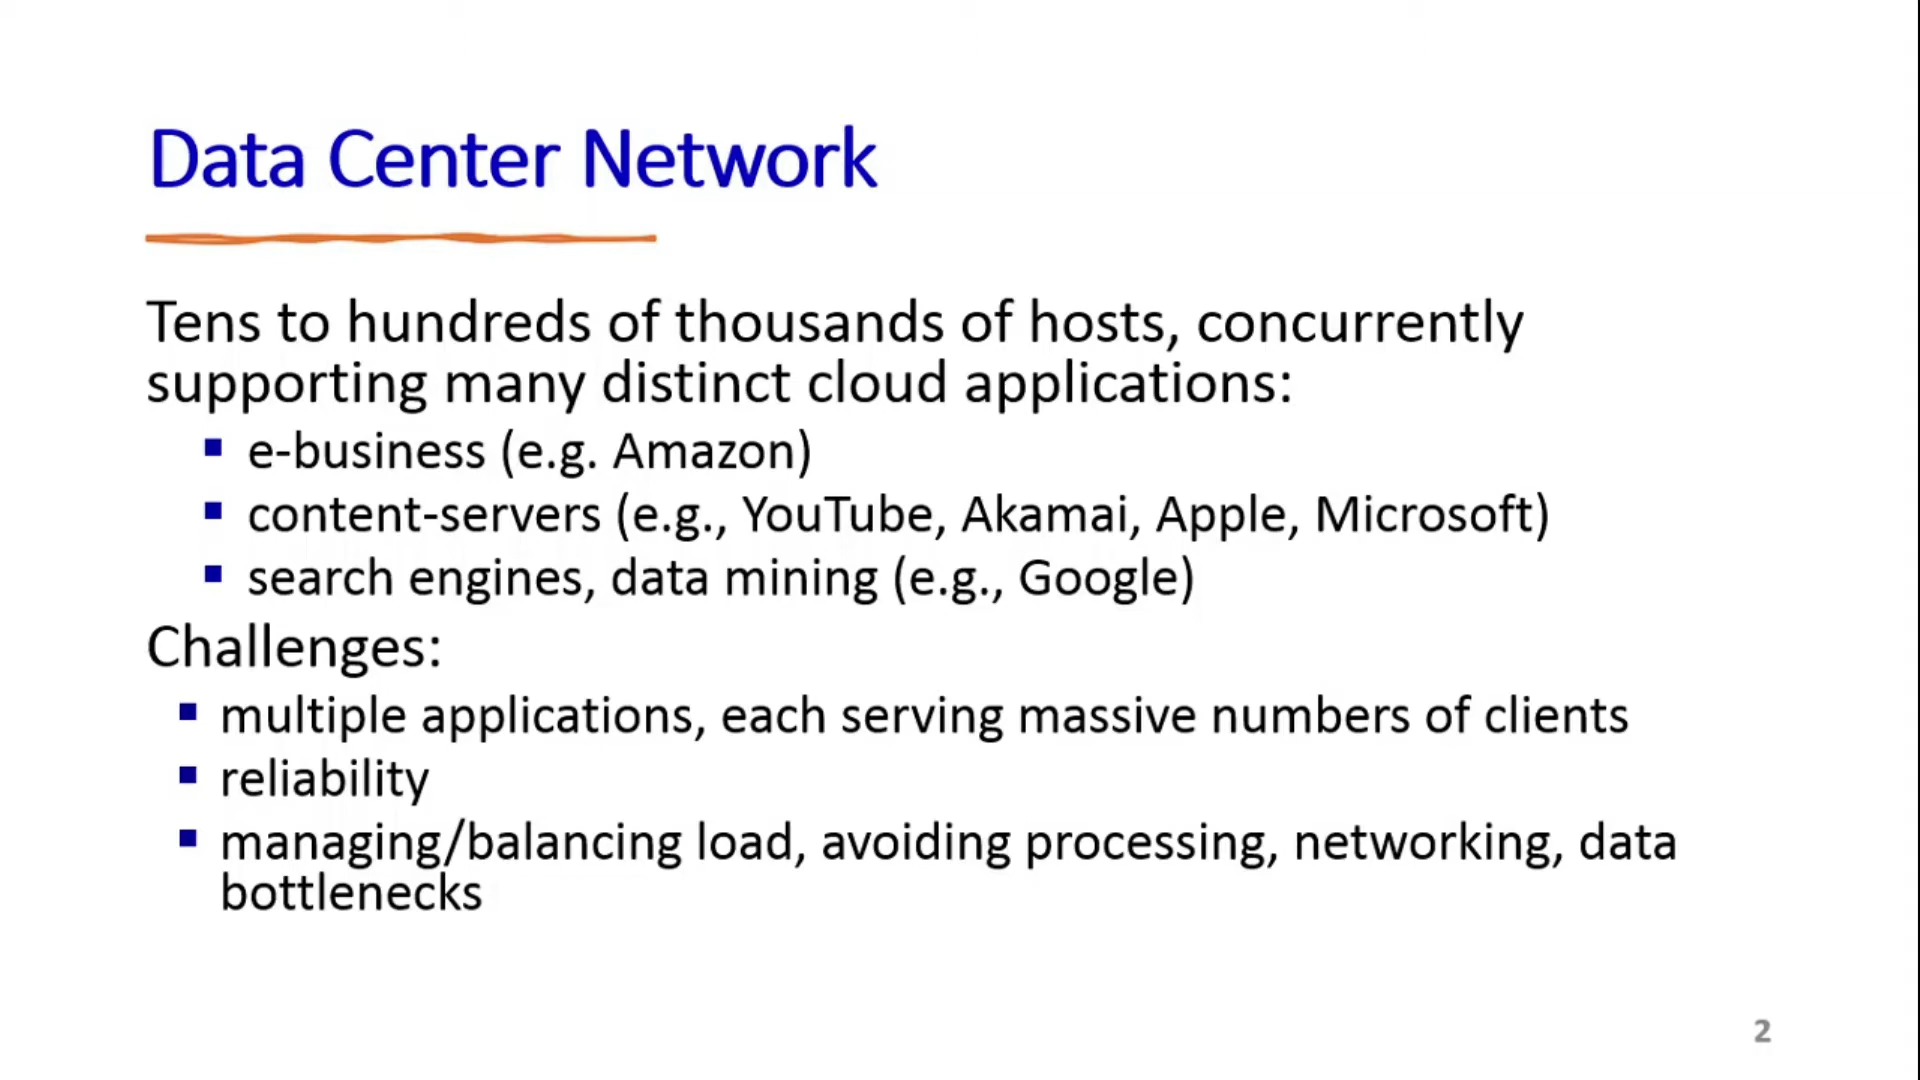 Data Center Network
Tens to hundreds of thousands of hosts, concurrently
supporting many distinct cloud applications:
▪ e-business (e.g. Amazon)
▪ content-servers (e.g., YouTube, Akamai, Apple, Microsoft)
▪ search engines, data mining (e.g., Google)
Challenges:
▪ multiple applications, each serving massive numbers of clients
▪ reliability
▪ managing/balancing load, avoiding processing, networking, data
bottlenecks
2